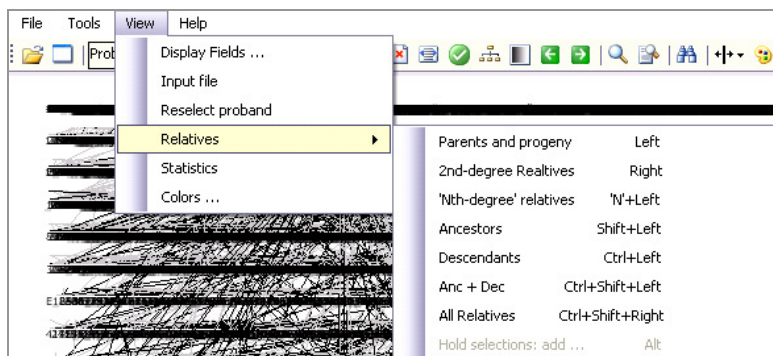 File Tools View Help
Prob
Display Fields ...
Input file
Reselect proband
Relatives
Statistics
Colors ...
Parents and progeny Left
2nd-degree Realtives Right
'Nth-degree' relatives 'N'+Left
Ancestors Shift+Left
Descendants Ctrl+Left
Anc + Dec Ctrl+Shift+Left
All Relatives Ctrl+Shift+Right
Hold selections: add ... Alt